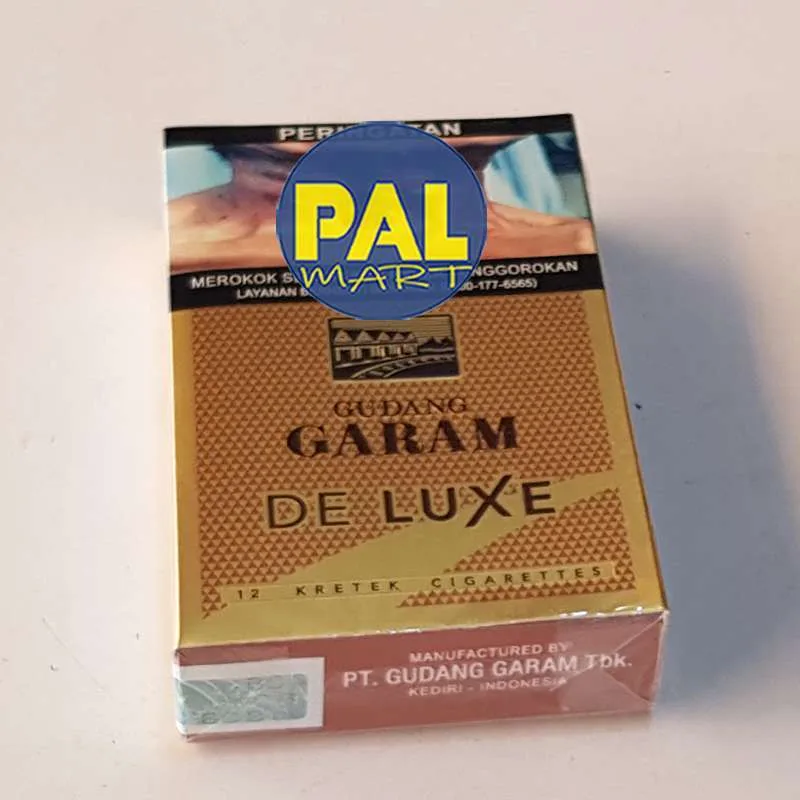 PERINGATAN
PAL
MART
MEROKOK NGGOROKAN
LAYANAN 00-177-6565)
GUDANG
GARAM
DE LUXE
12 KRETEK CIGARETTES
MANUFACTURED BY
PT. GUDANG GARAM Tbk.
KEDIRI - INDONESIA